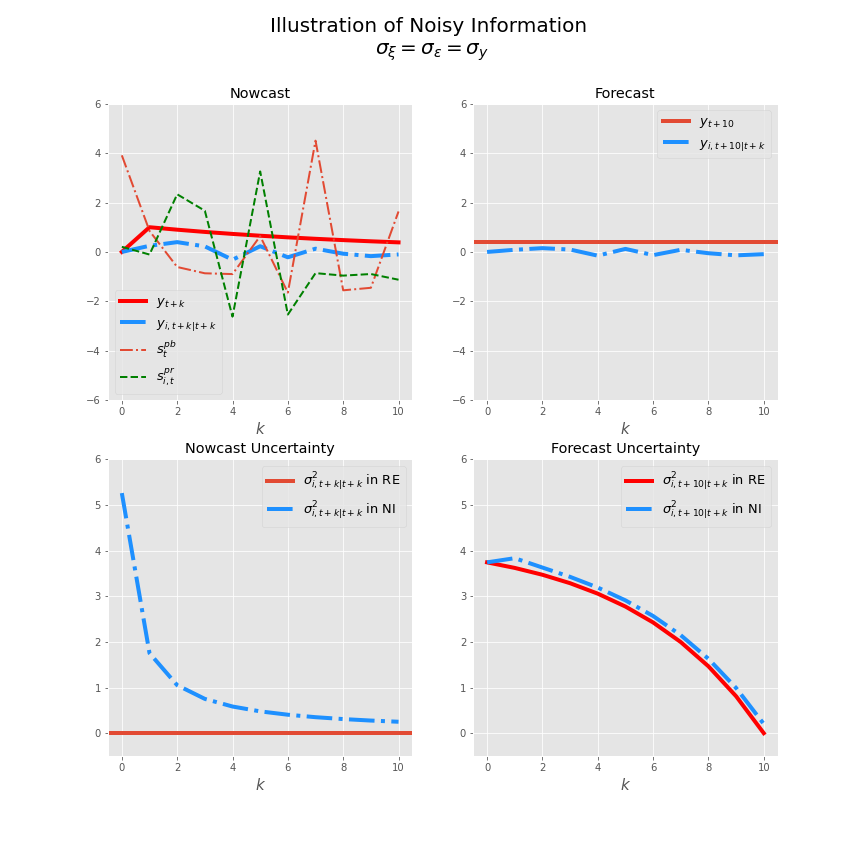 Illustration of Noisy Information
σ_ξ = σ_ε = σ_y
Nowcast
6
4
2
0
−2
−4
−6
y_{t+k}
y_{i,t+k|t+k}
s_t^{pb}
s_{i,t}^{pr}
0 2 4 6 8 10
k
Forecast
6
4
2
0
−2
−4
−6
y_{t+10}
y_{i,t+10|t+k}
0 2 4 6 8 10
k
Nowcast Uncertainty
6
5
4
3
2
1
0
σ²_{i,t+k|t+k} in RE
σ²_{i,t+k|t+k} in NI
0 2 4 6 8 10
k
Forecast Uncertainty
6
5
4
3
2
1
0
σ²_{i,t+10|t+k} in RE
σ²_{i,t+10|t+k} in NI
0 2 4 6 8 10
k